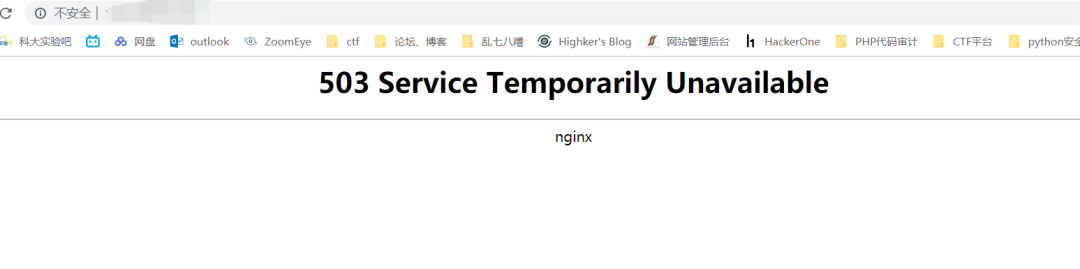 不安全
科大实验吧 网盘 outlook ZoomEye ctf 论坛、博客 乱七八糟 Highker's Blog 网站管理后台 HackerOne PHP代码审计 CTF平台 python安全
503 Service Temporarily Unavailable
nginx